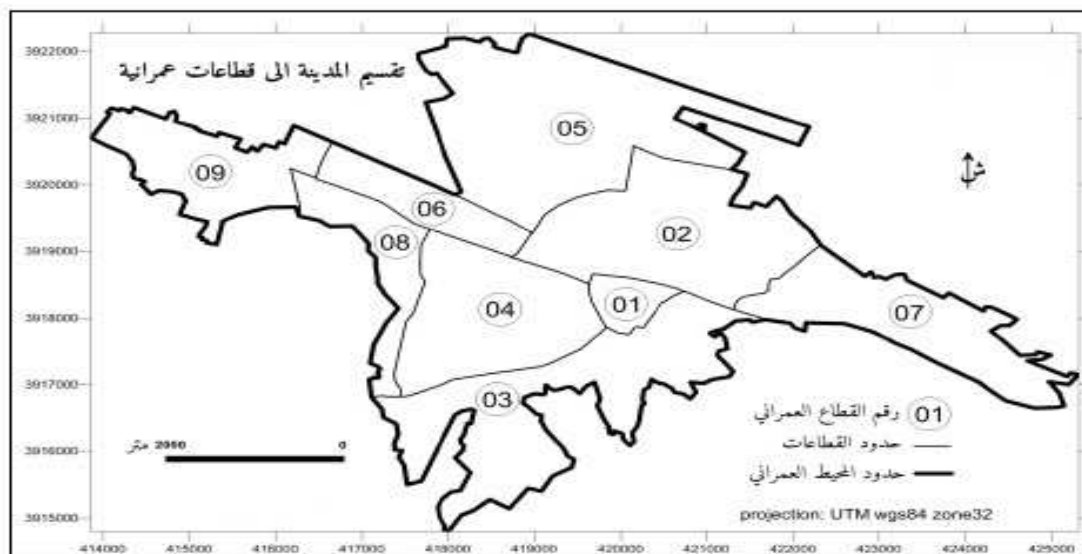 تقسيم المدينة الى قطاعات عمرانية
3922000
3921000
3920000
3919000
3918000
3917000
3916000
3915000
05
09
06
02
08
01
04
07
03
ش
01 رقم القطاع العمراني
حدود القطاعات
حدود المحيط العمراني
0 2000 متر
projection: UTM wgs84 zone32
414000 415000 416000 417000 418000 419000 420000 421000 422000 423000 424000 425000